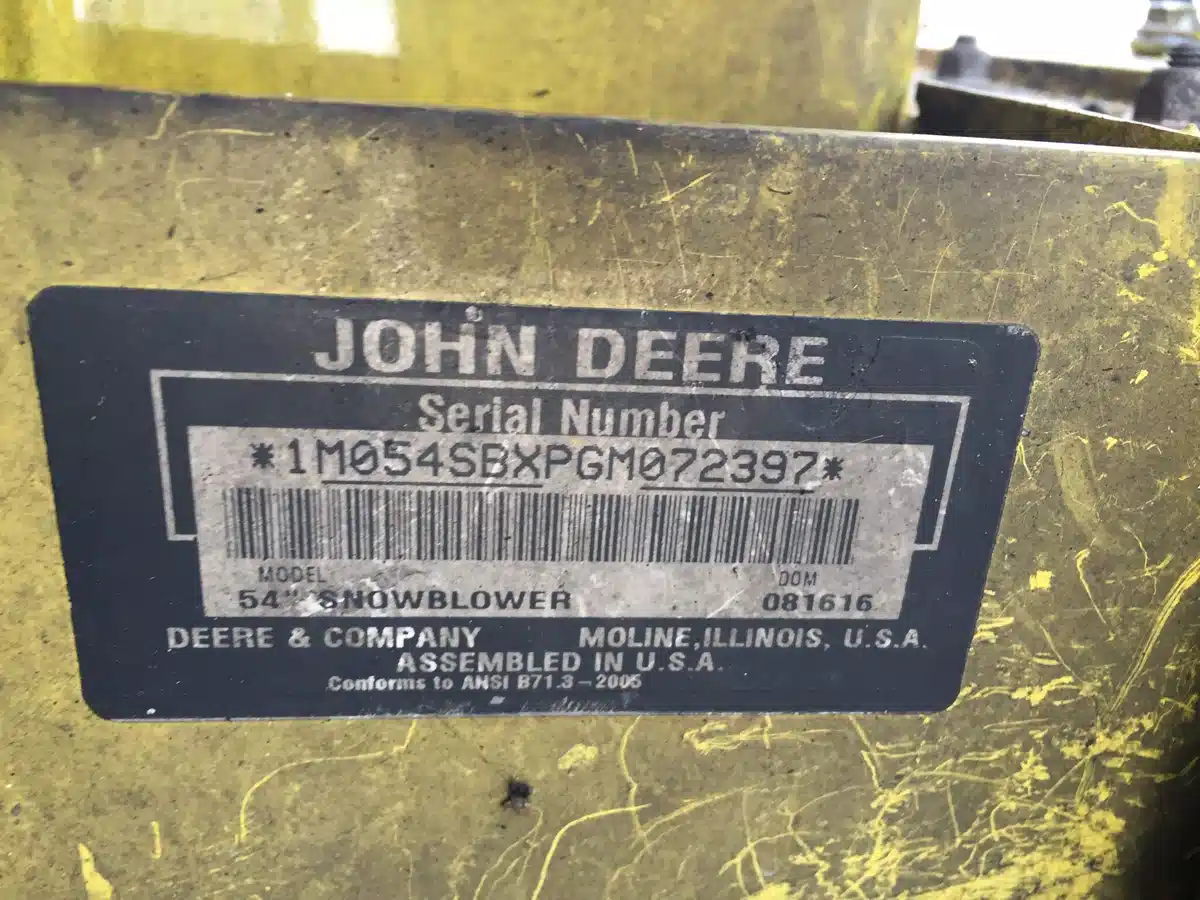 JOHN DEERE
Serial Number
*1M054SBXPGM072397*
MODEL DOM
54" SNOWBLOWER 081616
DEERE & COMPANY MOLINE, ILLINOIS, U.S.A.
ASSEMBLED IN U.S.A.
Conforms to ANSI B71.3-2005